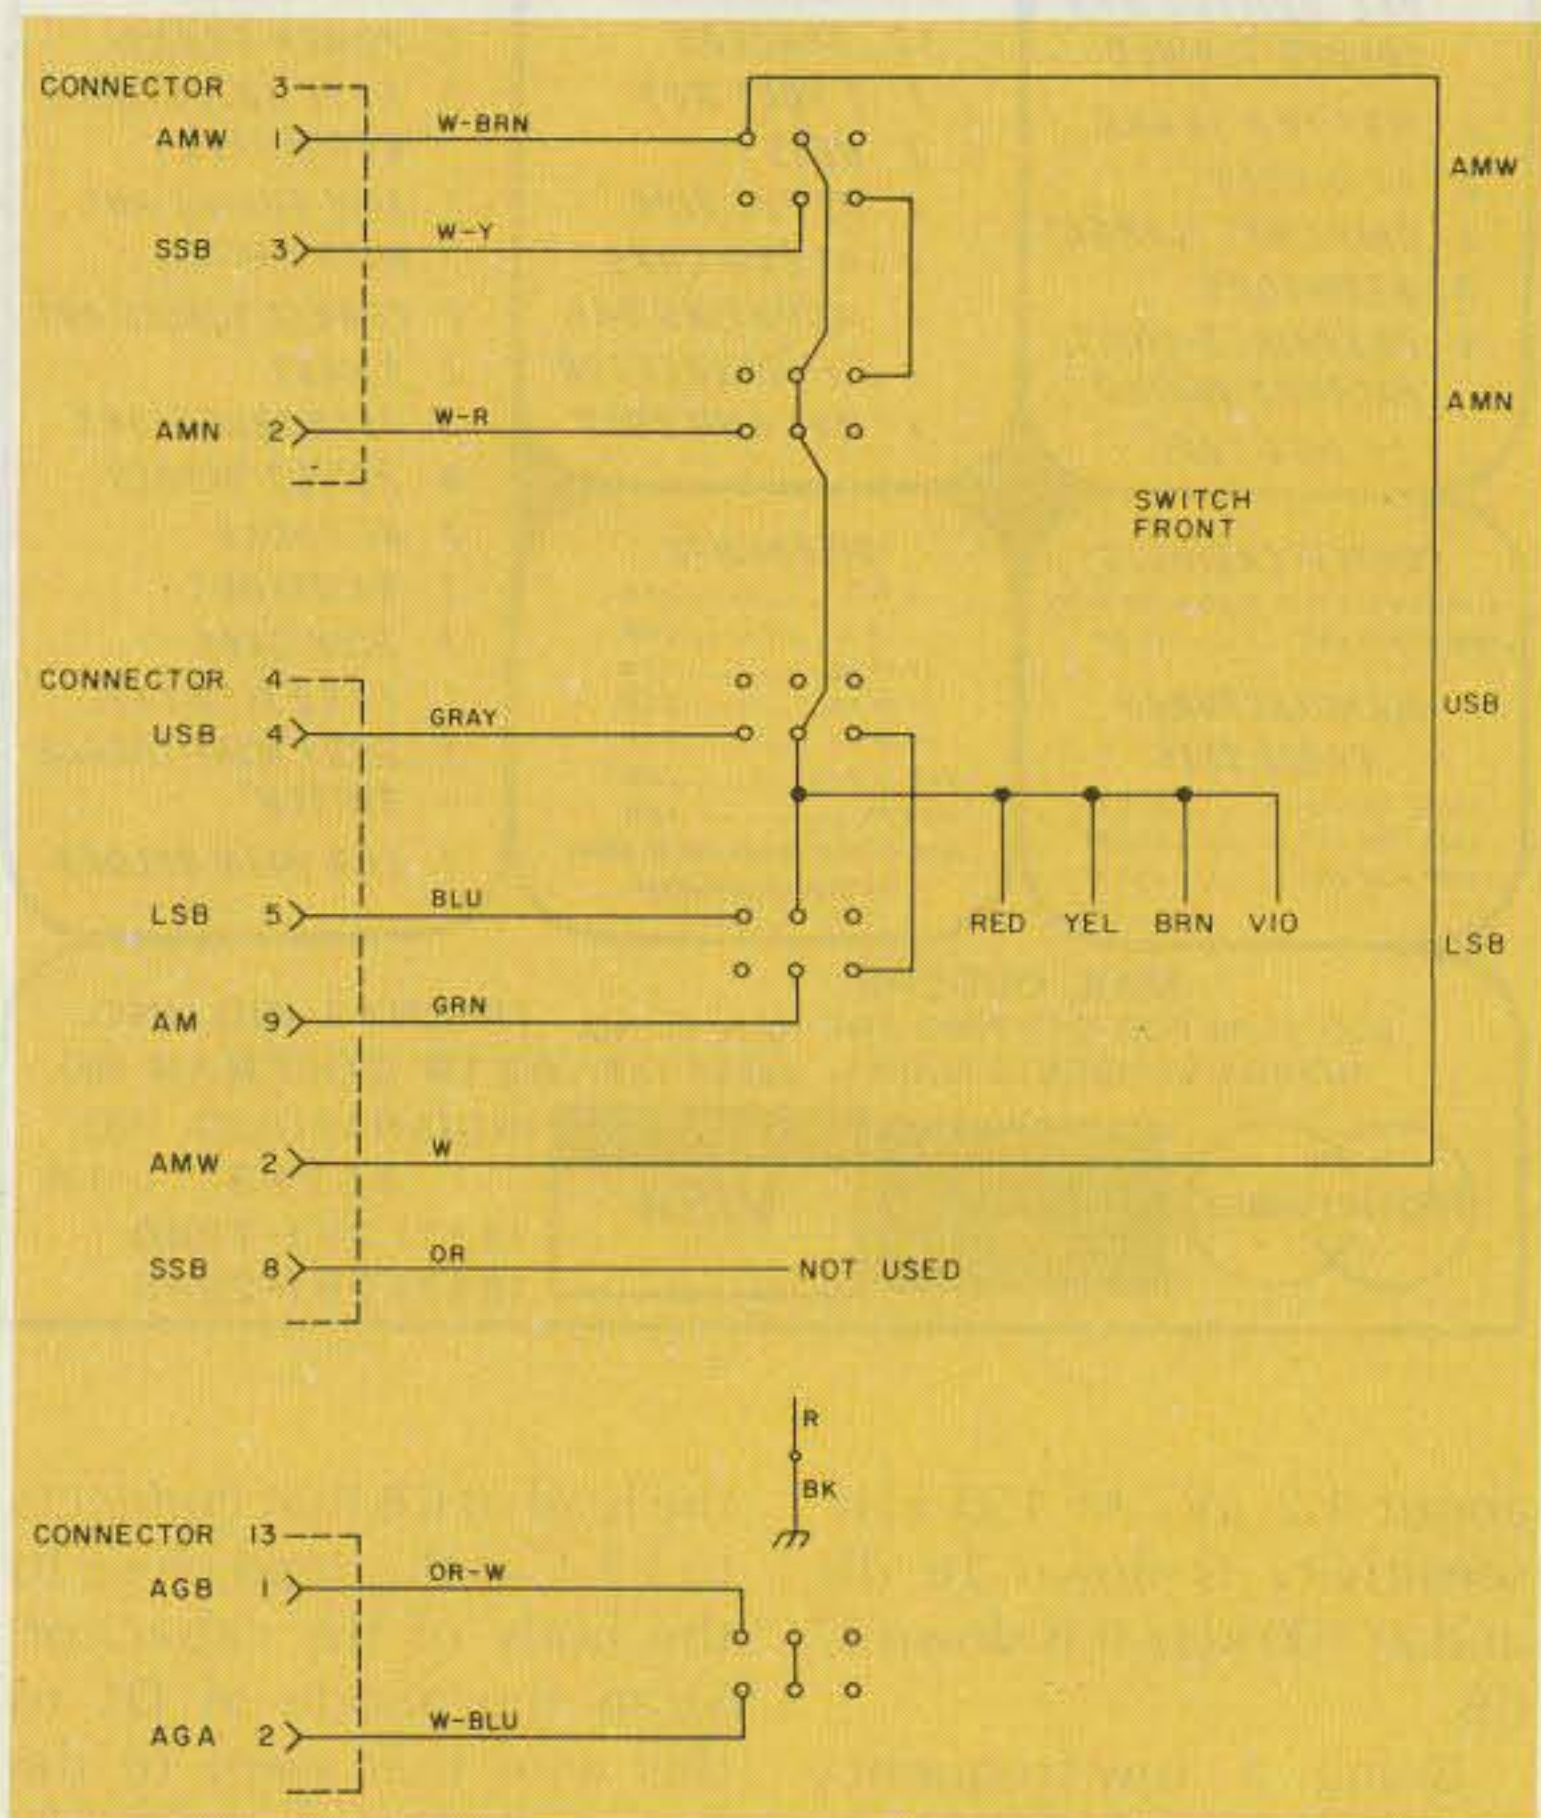 CONNECTOR 3
AMW 1 W-BRN
AMW
SSB 3 W-Y
AMN 2 W-R
AMN
SWITCH
FRONT
CONNECTOR 4
USB 4 GRAY
USB
LSB 5 BLU
RED YEL BRN VIO
LSB
AM 9 GRN
AMW 2 W
SSB 8 OR NOT USED
R
BK
CONNECTOR 13
AGB 1 OR-W
AGA 2 W-BLU